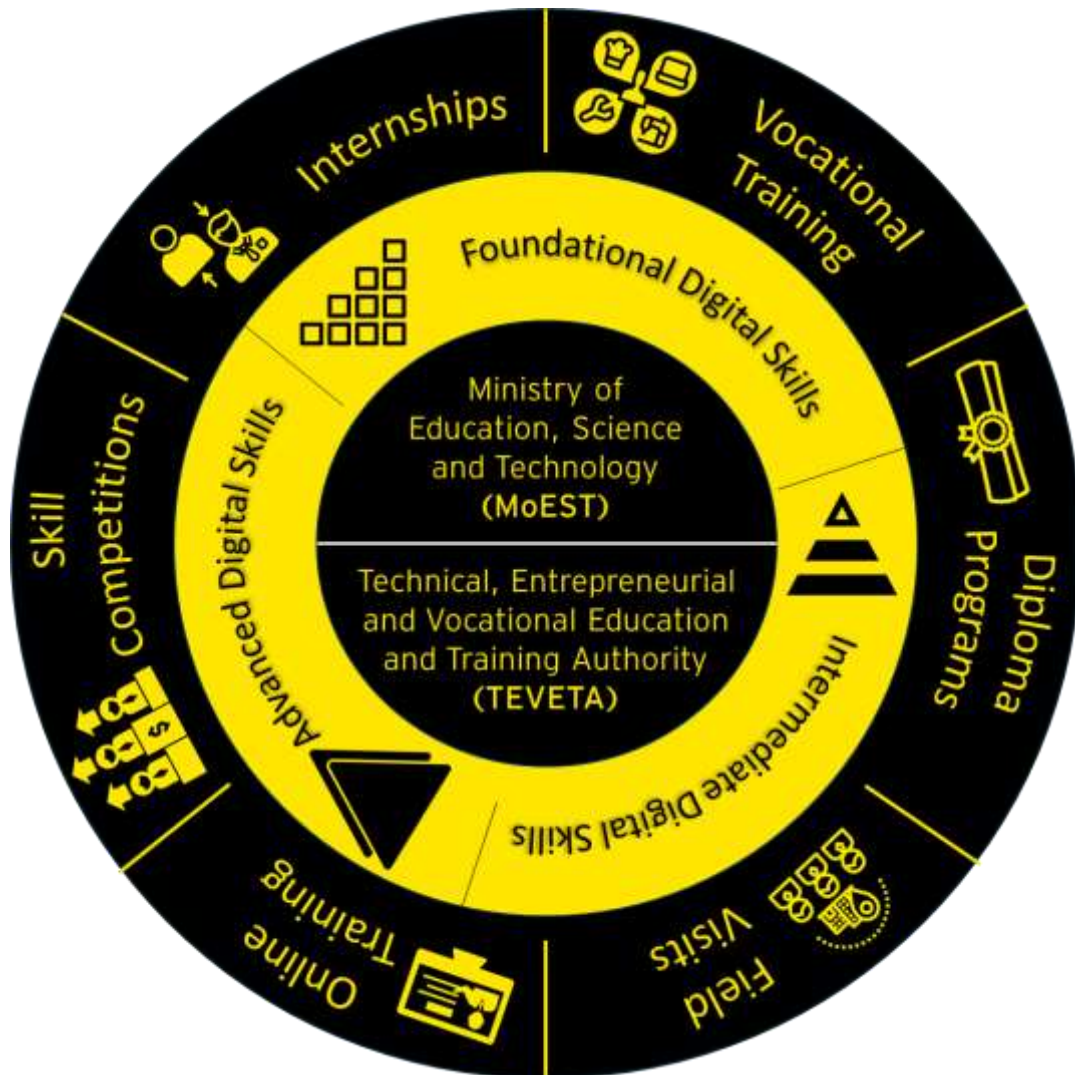 Internships
Vocational
Training
Diploma
Programs
Field
Visits
Online
Training
Skill
Competitions
Foundational Digital Skills
Intermediate Digital Skills
Advanced Digital Skills
Ministry of
Education, Science
and Technology
(MoEST)
Technical, Entrepreneurial
and Vocational Education
and Training Authority
(TEVETA)
$